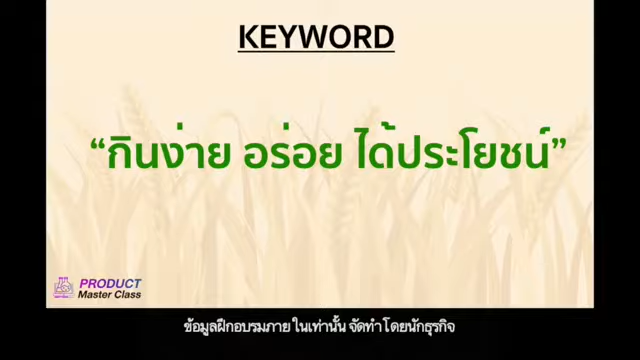 KEYWORD
“กินง่าย อร่อย ได้ประโยชน์”
PRODUCT
Master Class
ข้อมูลฝึกอบรมภายในเท่านั้น จัดทำโดยนักธุรกิจ